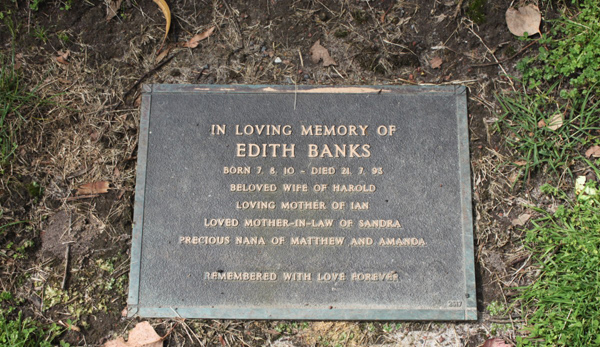 IN LOVING MEMORY OF
EDITH BANKS
BORN 7. 8. 10 - DIED 21. 7. 93
BELOVED WIFE OF HAROLD
LOVING MOTHER OF IAN
LOVED MOTHER-IN-LAW OF SANDRA
PRECIOUS NANA OF MATTHEW AND AMANDA
REMEMBERED WITH LOVE FOREVER
2017